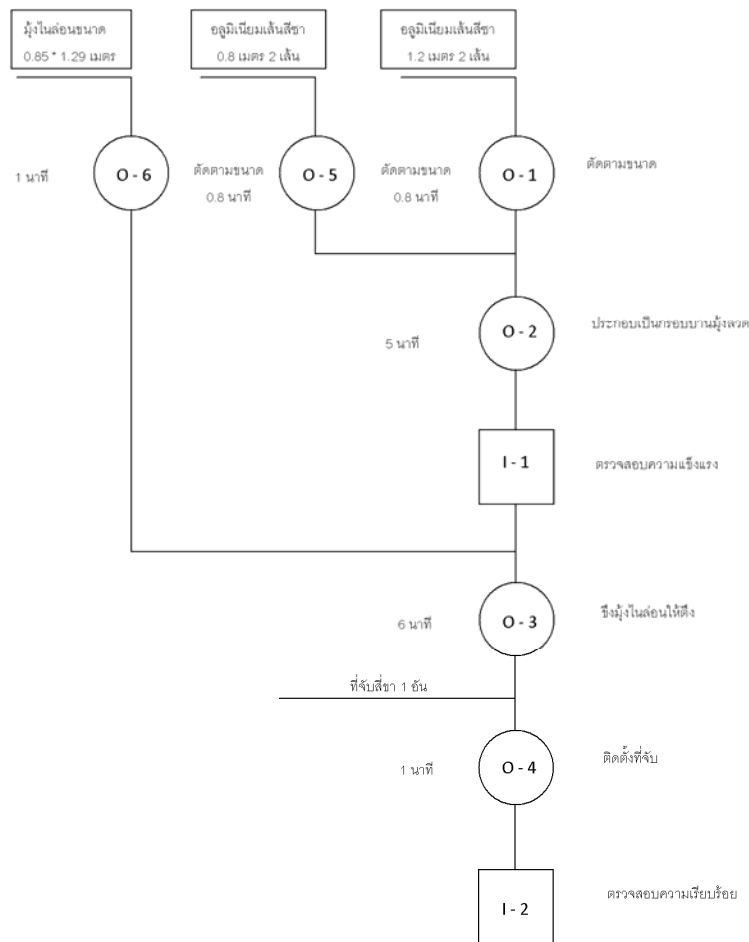 มุ้งไนล่อนขนาด
0.85 * 1.29 เมตร
อลูมิเนียมเส้นสีชา
0.8 เมตร 2 เส้น
อลูมิเนียมเส้นสีชา
1.2 เมตร 2 เส้น
1 นาที
O - 6
ตัดตามขนาด
0.8 นาที
O - 5
ตัดตามขนาด
0.8 นาที
O - 1
ตัดตามขนาด
5 นาที
O - 2
ประกอบเป็นกรอบบานมุ้งลวด
I - 1
ตรวจสอบความแข็งแรง
6 นาที
O - 3
ขึงมุ้งไนล่อนให้ตึง
ที่จับสี่ขา 1 อัน
1 นาที
O - 4
ติดตั้งที่จับ
I - 2
ตรวจสอบความเรียบร้อย